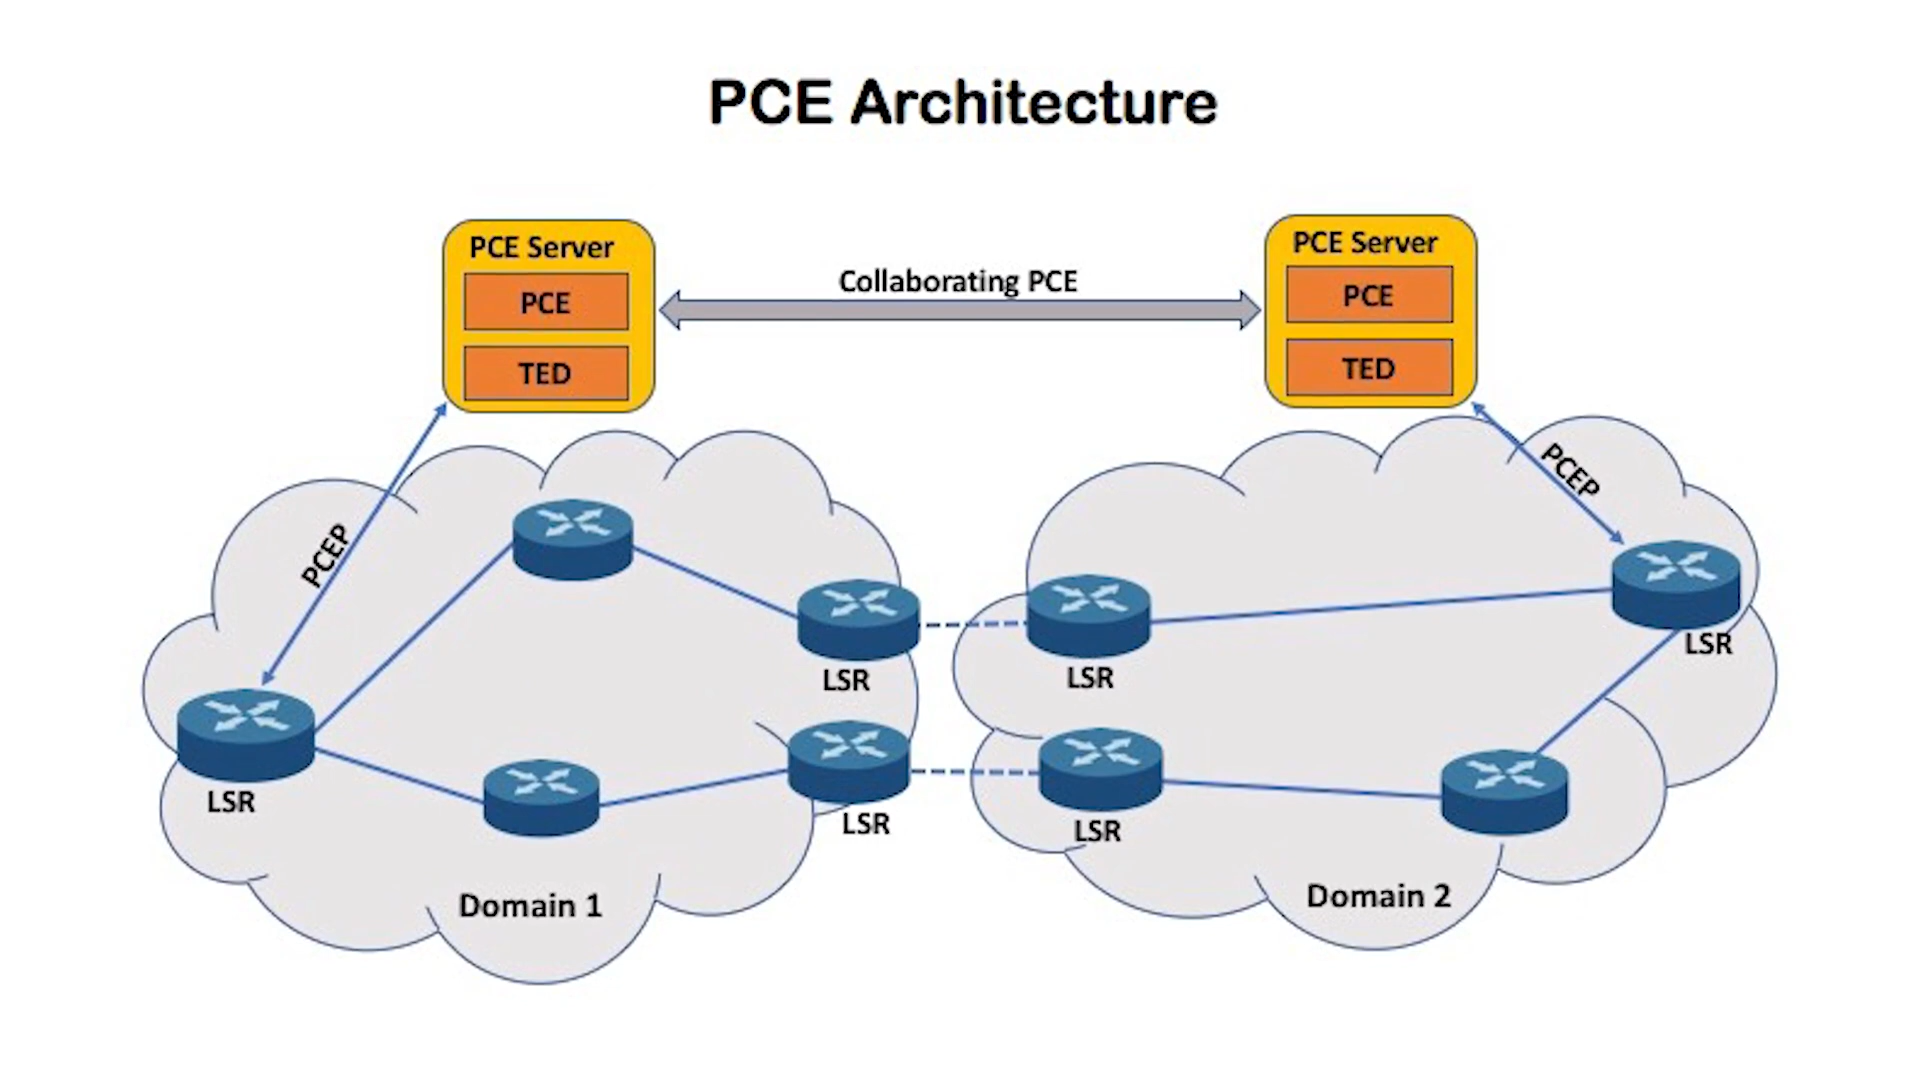 PCE Architecture
PCE Server
PCE
TED
Collaborating PCE
PCE Server
PCE
TED
PCEP
PCEP
LSR
LSR
LSR
LSR
LSR
LSR
Domain 1
Domain 2